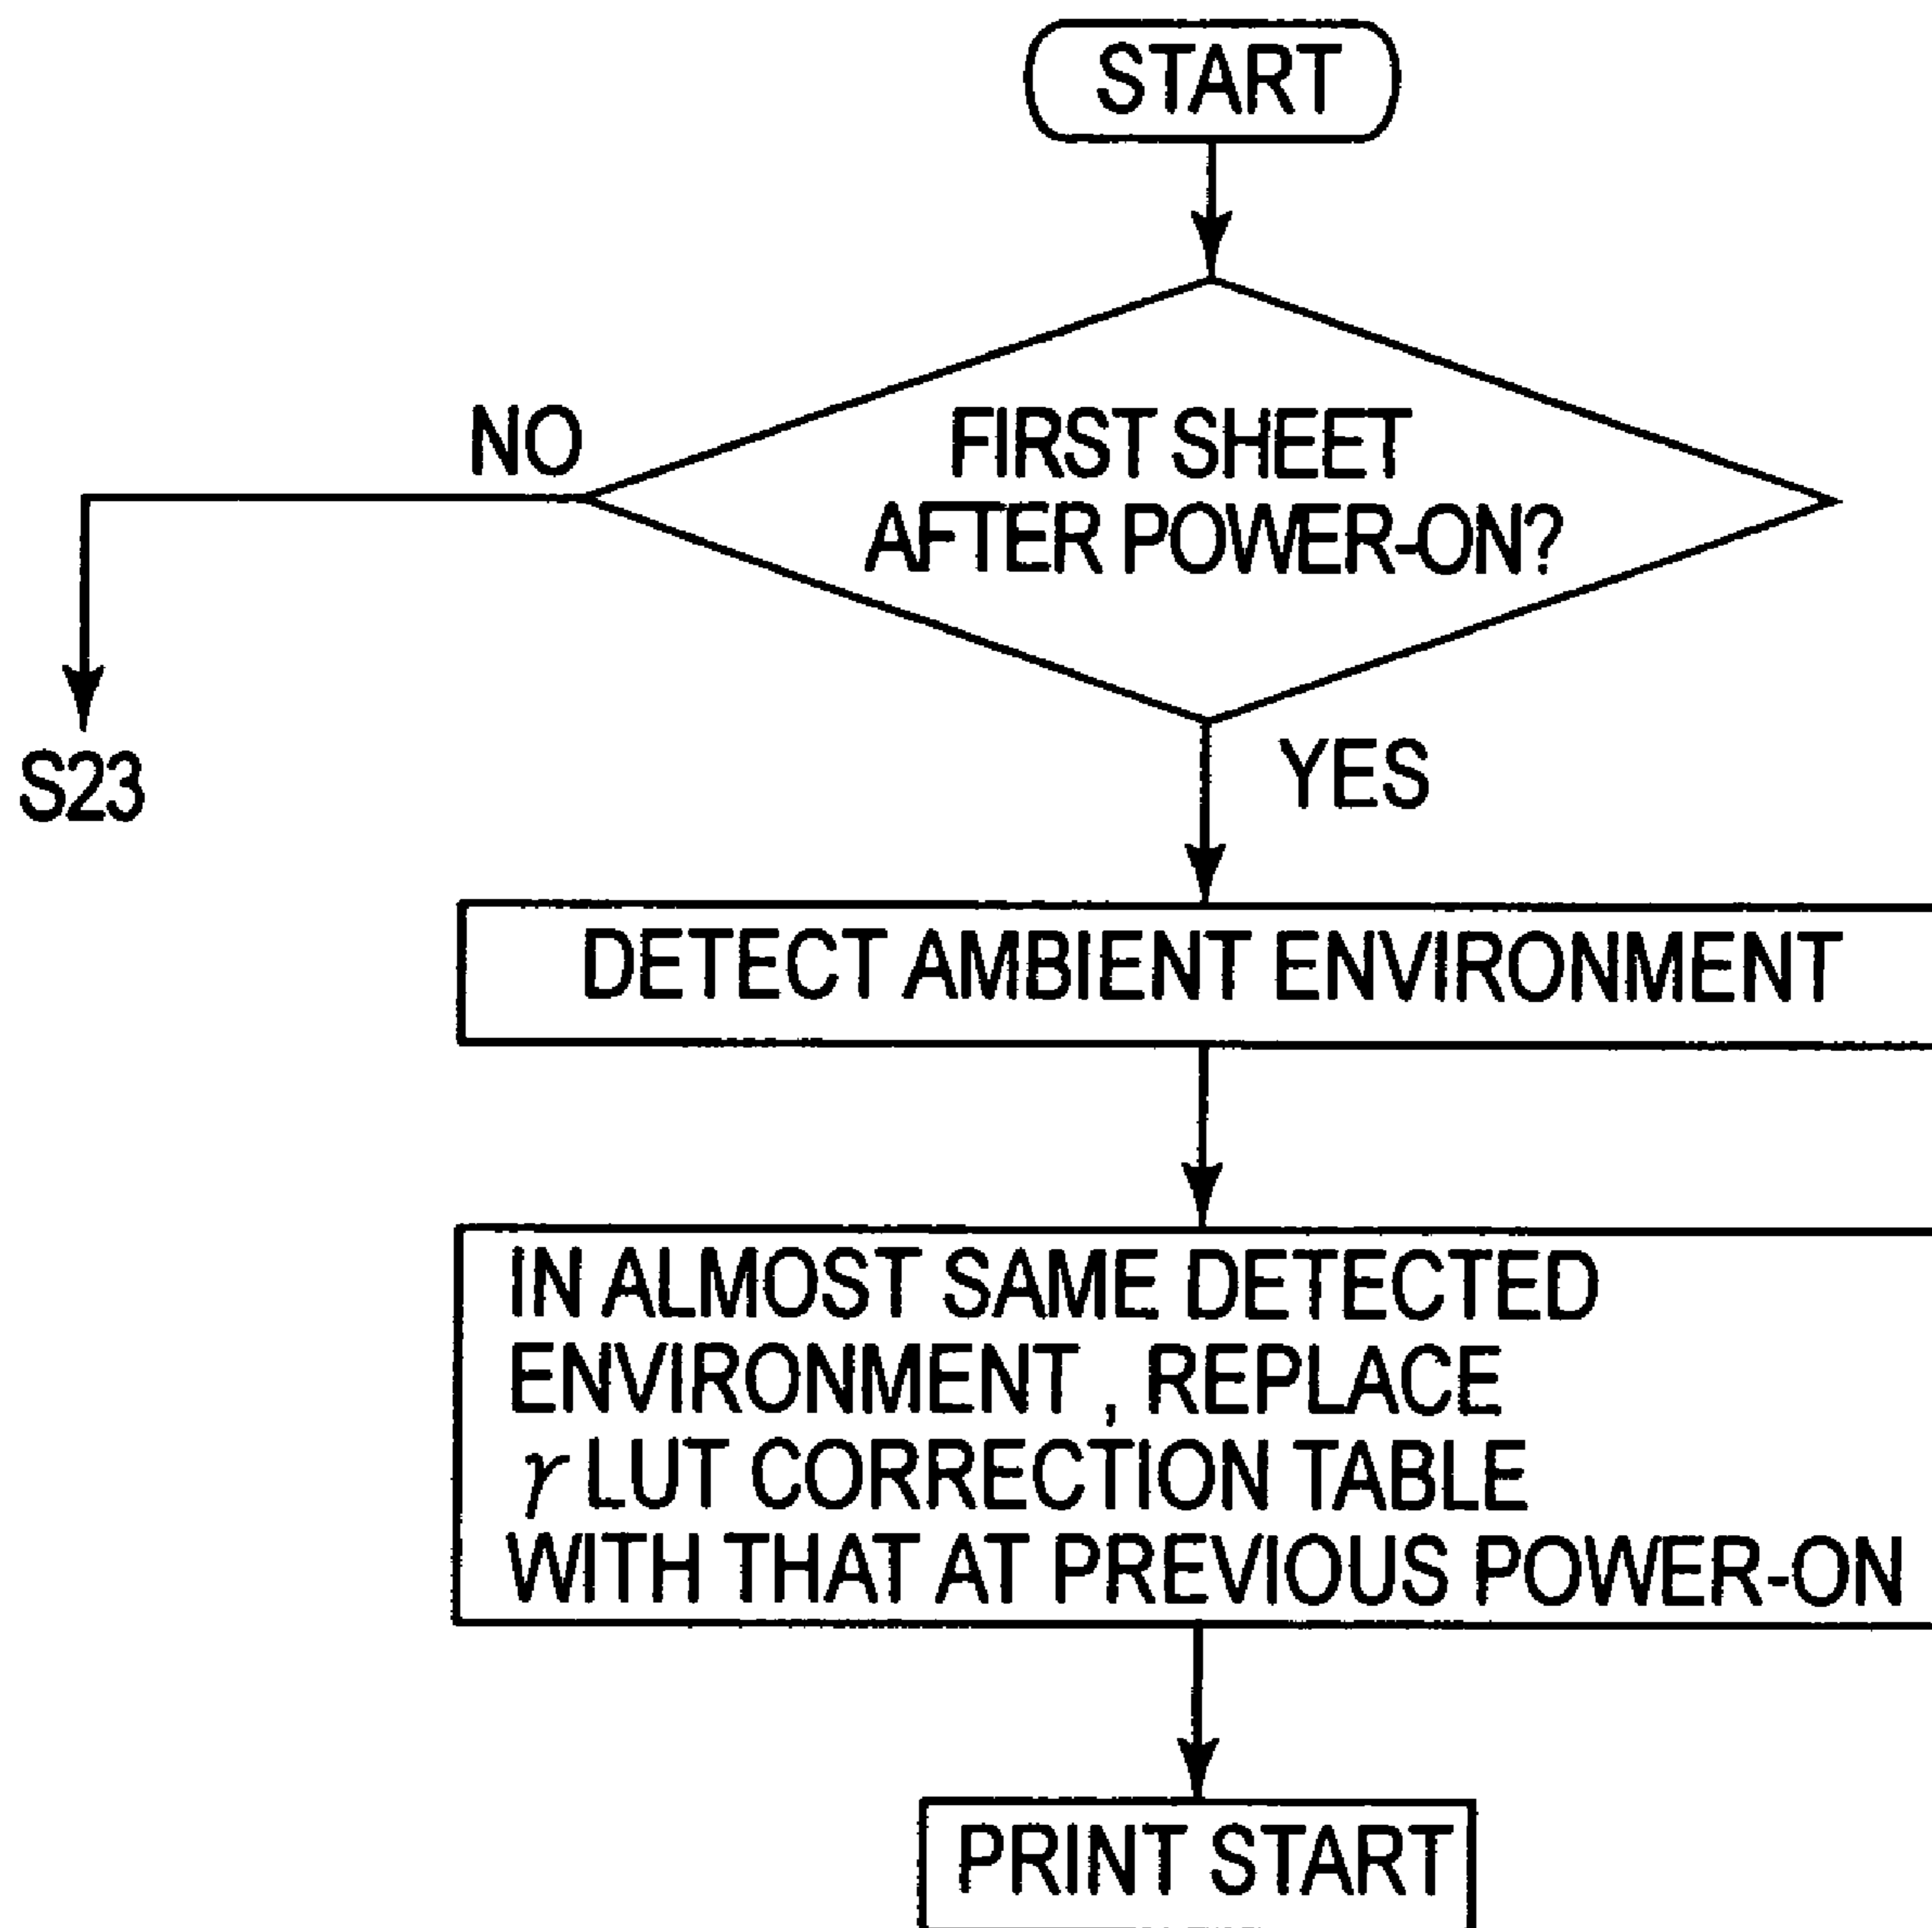 START
FIRST SHEET
AFTER POWER-ON?
NO
S23
YES
DETECT AMBIENT ENVIRONMENT
IN ALMOST SAME DETECTED
ENVIRONMENT , REPLACE
γ LUT CORRECTION TABLE
WITH THAT AT PREVIOUS POWER-ON
PRINT START